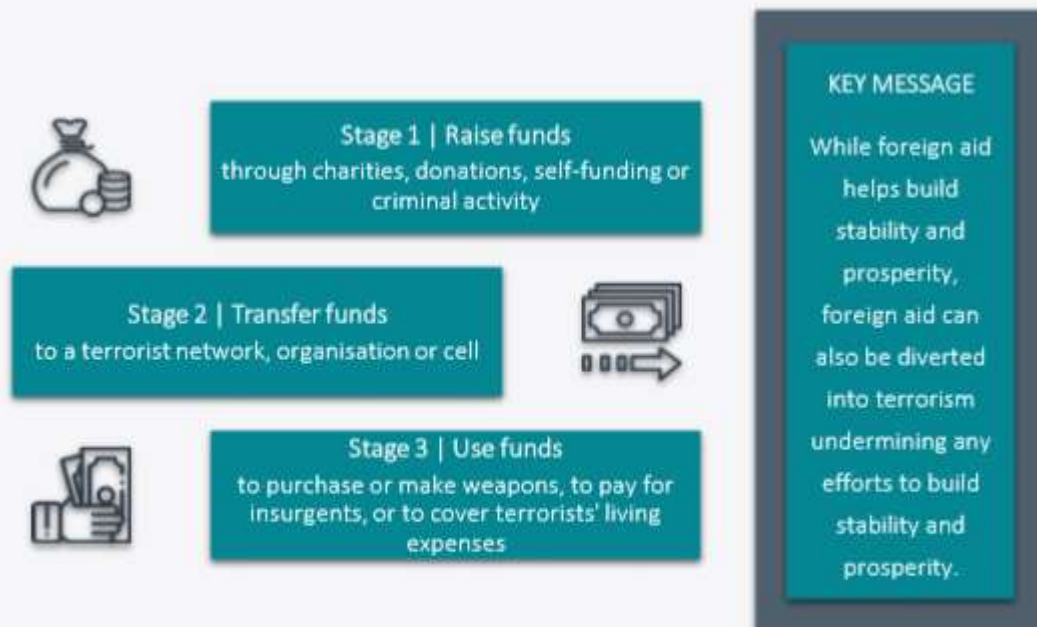 Stage 1 | Raise funds
through charities, donations, self-funding or
criminal activity
Stage 2 | Transfer funds
to a terrorist network, organisation or cell
Stage 3 | Use funds
to purchase or make weapons, to pay for
insurgents, or to cover terrorists' living
expenses
KEY MESSAGE
While foreign aid
helps build
stability and
prosperity,
foreign aid can
also be diverted
into terrorism
undermining any
efforts to build
stability and
prosperity.